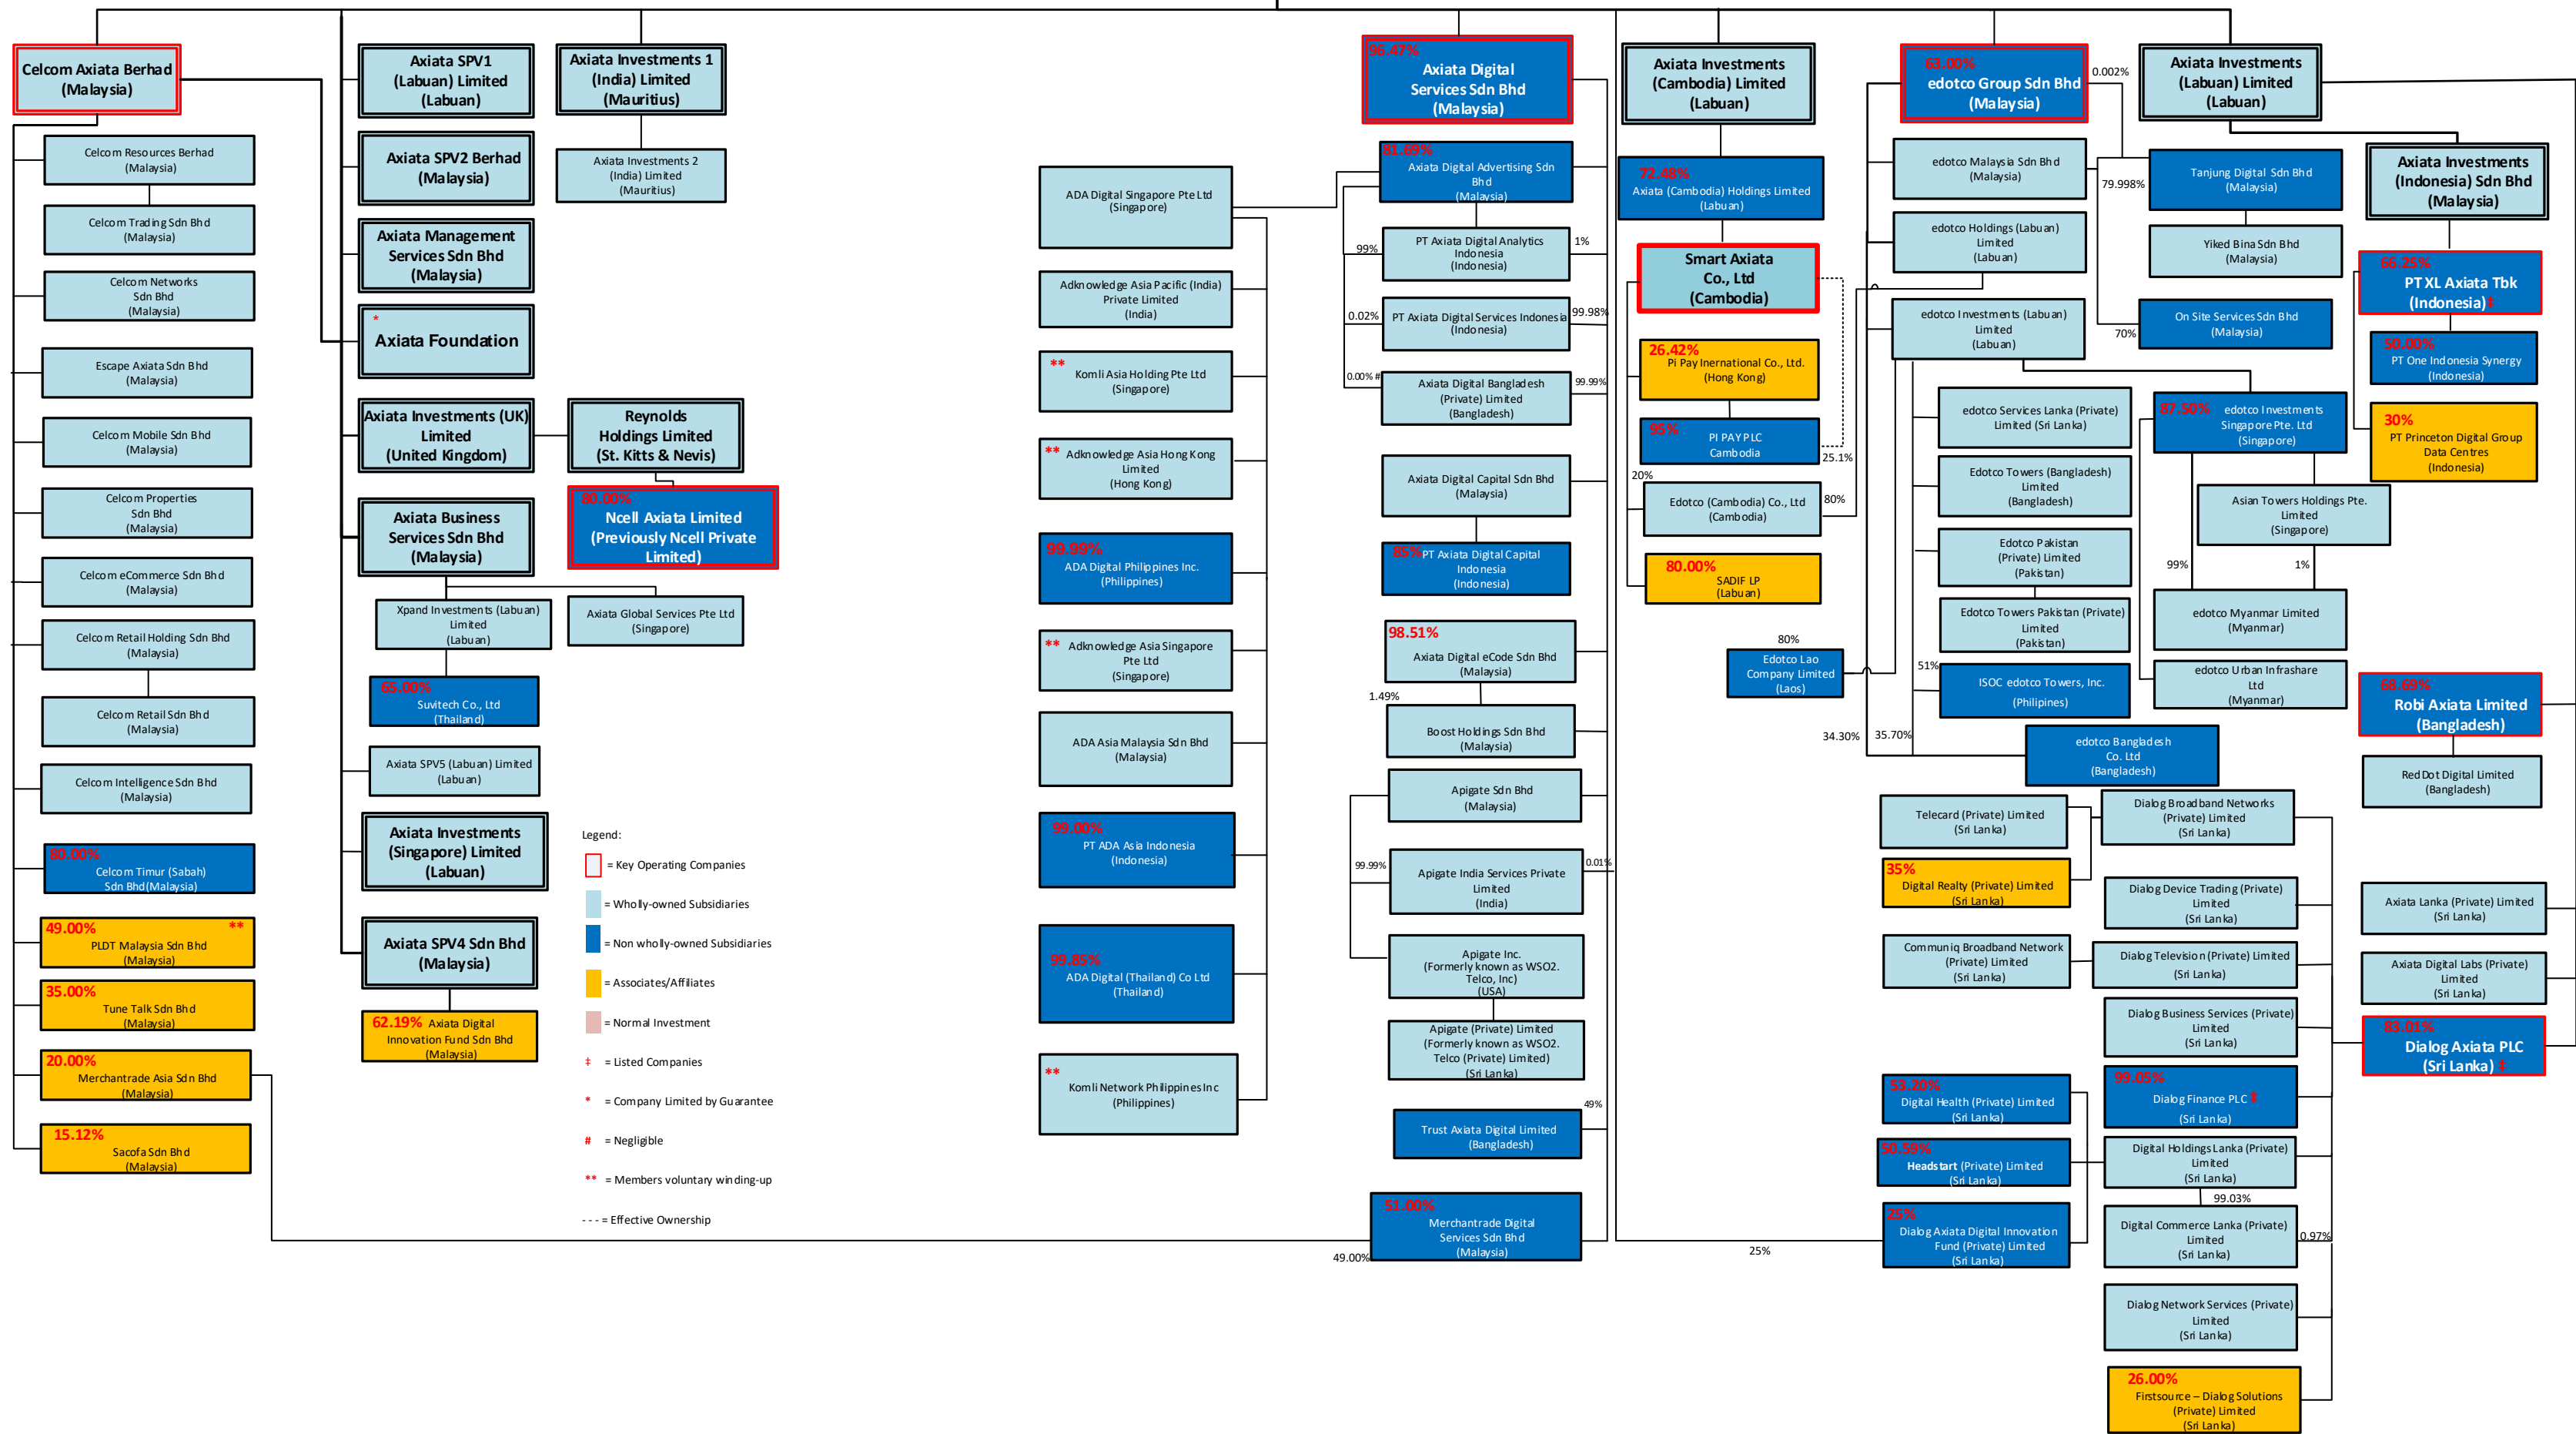 Celcom Axiata Berhad
(Malaysia)
Celcom Resources Berhad
(Malaysia)
Celcom Trading Sdn Bhd
(Malaysia)
Celcom Networks
Sdn Bhd
(Malaysia)
Escape Axiata Sdn Bhd
(Malaysia)
Celcom Mobile Sdn Bhd
(Malaysia)
Celcom Properties
Sdn Bhd
(Malaysia)
Celcom eCommerce Sdn Bhd
(Malaysia)
Celcom Retail Holding Sdn Bhd
(Malaysia)
Celcom Retail Sdn Bhd
(Malaysia)
Celcom Intelligence Sdn Bhd
(Malaysia)
80.00%
Celcom Timur (Sabah)
Sdn Bhd(Malaysia)
49.00% **
PLDT Malaysia Sdn Bhd
(Malaysia)
35.00%
Tune Talk Sdn Bhd
(Malaysia)
20.00%
Merchantrade Asia Sdn Bhd
(Malaysia)
15.12%
Sacofa Sdn Bhd
(Malaysia)
Axiata SPV1
(Labuan) Limited
(Labuan)
Axiata SPV2 Berhad
(Malaysia)
Axiata Management
Services Sdn Bhd
(Malaysia)
*
Axiata Foundation
Axiata Investments (UK)
Limited
(United Kingdom)
Axiata Business
Services Sdn Bhd
(Malaysia)
Xpand Investments (Labuan)
Limited
(Labuan)
65.00%
Suvitech Co., Ltd
(Thailand)
Axiata SPV5 (Labuan) Limited
(Labuan)
Axiata Investments
(Singapore) Limited
(Labuan)
Axiata SPV4 Sdn Bhd
(Malaysia)
62.19% Axiata Digital
Innovation Fund Sdn Bhd
(Malaysia)
Axiata Investments 1
(India) Limited
(Mauritius)
Axiata Investments 2
(India) Limited
(Mauritius)
Reynolds
Holdings Limited
(St. Kitts & Nevis)
80.00%
Ncell Axiata Limited
(Previously Ncell Private
Limited)
Axiata Global Services Pte Ltd
(Singapore)
Legend:
= Key Operating Companies
= Wholly-owned Subsidiaries
= Non wholly-owned Subsidiaries
= Associates/Affiliates
= Normal Investment
‡ = Listed Companies
* = Company Limited by Guarantee
# = Negligible
** = Members voluntary winding-up
- - - = Effective Ownership
ADA Digital Singapore Pte Ltd
(Singapore)
Adknowledge Asia Pacific (India)
Private Limited
(India)
**
Komli Asia Holding Pte Ltd
(Singapore)
** Adknowledge Asia Hong Kong
Limited
(Hong Kong)
99.99%
ADA Digital Philippines Inc.
(Philippines)
** Adknowledge Asia Singapore
Pte Ltd
(Singapore)
ADA Asia Malaysia Sdn Bhd
(Malaysia)
99.00%
PT ADA Asia Indonesia
(Indonesia)
99.85%
ADA Digital (Thailand) Co Ltd
(Thailand)
**
Komli Network Philippines Inc
(Philippines)
96.47%
Axiata Digital
Services Sdn Bhd
(Malaysia)
81.69%
Axiata Digital Advertising Sdn
Bhd
(Malaysia)
99%
PT Axiata Digital Analytics
Indonesia
(Indonesia)
1%
0.02%
PT Axiata Digital Services Indonesia
(Indonesia)
99.98%
0.00% #
Axiata Digital Bangladesh
(Private) Limited
(Bangladesh)
99.99%
Axiata Digital Capital Sdn Bhd
(Malaysia)
85% PT Axiata Digital Capital
Indonesia
(Indonesia)
98.51%
Axiata Digital eCode Sdn Bhd
(Malaysia)
1.49%
Boost Holdings Sdn Bhd
(Malaysia)
Apigate Sdn Bhd
(Malaysia)
99.99%
Apigate India Services Private
Limited
(India)
0.01%
Apigate Inc.
(Formerly known as WSO2.
Telco, Inc)
(USA)
Apigate (Private) Limited
(Formerly known as WSO2.
Telco (Private) Limited)
(Sri Lanka)
49%
Trust Axiata Digital Limited
(Bangladesh)
51.00%
Merchantrade Digital
Services Sdn Bhd
(Malaysia)
49.00%
Axiata Investments
(Cambodia) Limited
(Labuan)
72.48%
Axiata (Cambodia) Holdings Limited
(Labuan)
Smart Axiata
Co., Ltd
(Cambodia)
26.42%
Pi Pay Inernational Co., Ltd.
(Hong Kong)
95%
PI PAY PLC
Cambodia
25.1%
20%
Edotco (Cambodia) Co., Ltd
(Cambodia)
80%
80.00%
SADIF LP
(Labuan)
80%
Edotco Lao
Company Limited
(Laos)
25%
63.00%
edotco Group Sdn Bhd
(Malaysia)
0.002%
edotco Malaysia Sdn Bhd
(Malaysia)
79.998%
edotco Holdings (Labuan)
Limited
(Labuan)
edotco Investments (Labuan)
Limited
(Labuan)
70%
edotco Services Lanka (Private)
Limited (Sri Lanka)
Edotco Towers (Bangladesh)
Limited
(Bangladesh)
Edotco Pakistan
(Private) Limited
(Pakistan)
Edotco Towers Pakistan (Private)
Limited
(Pakistan)
51%
ISOC edotco Towers, Inc.
(Philipines)
34.30%
35.70%
edotco Bangladesh
Co. Ltd
(Bangladesh)
Axiata Investments
(Labuan) Limited
(Labuan)
Tanjung Digital Sdn Bhd
(Malaysia)
Yiked Bina Sdn Bhd
(Malaysia)
On Site Services Sdn Bhd
(Malaysia)
87.50% edotco Investments
Singapore Pte. Ltd
(Singapore)
Asian Towers Holdings Pte.
Limited
(Singapore)
99%
1%
edotco Myanmar Limited
(Myanmar)
edotco Urban Infrashare
Ltd
(Myanmar)
Axiata Investments
(Indonesia) Sdn Bhd
(Malaysia)
66.25%
PT XL Axiata Tbk
(Indonesia)‡
50.00%
PT One Indonesia Synergy
(Indonesia)
30%
PT Princeton Digital Group
Data Centres
(Indonesia)
68.69%
Robi Axiata Limited
(Bangladesh)
RedDot Digital Limited
(Bangladesh)
Axiata Lanka (Private) Limited
(Sri Lanka)
Axiata Digital Labs (Private)
Limited
(Sri Lanka)
83.01%
Dialog Axiata PLC
(Sri Lanka) ‡
Telecard (Private) Limited
(Sri Lanka)
35%
Digital Realty (Private) Limited
(Sri Lanka)
Communiq Broadband Network
(Private) Limited
(Sri Lanka)
53.20%
Digital Health (Private) Limited
(Sri Lanka)
50.59%
Headstart (Private) Limited
(Sri Lanka)
25%
Dialog Axiata Digital Innovation
Fund (Private) Limited
(Sri Lanka)
Dialog Broadband Networks
(Private) Limited
(Sri Lanka)
Dialog Device Trading (Private)
Limited
(Sri Lanka)
Dialog Television (Private) Limited
(Sri Lanka)
Dialog Business Services (Private)
Limited
(Sri Lanka)
99.05%
Dialog Finance PLC ‡
(Sri Lanka)
Digital Holdings Lanka (Private)
Limited
(Sri Lanka)
99.03%
Digital Commerce Lanka (Private)
Limited
(Sri Lanka)
0.97%
Dialog Network Services (Private)
Limited
(Sri Lanka)
26.00%
Firstsource – Dialog Solutions
(Private) Limited
(Sri Lanka)